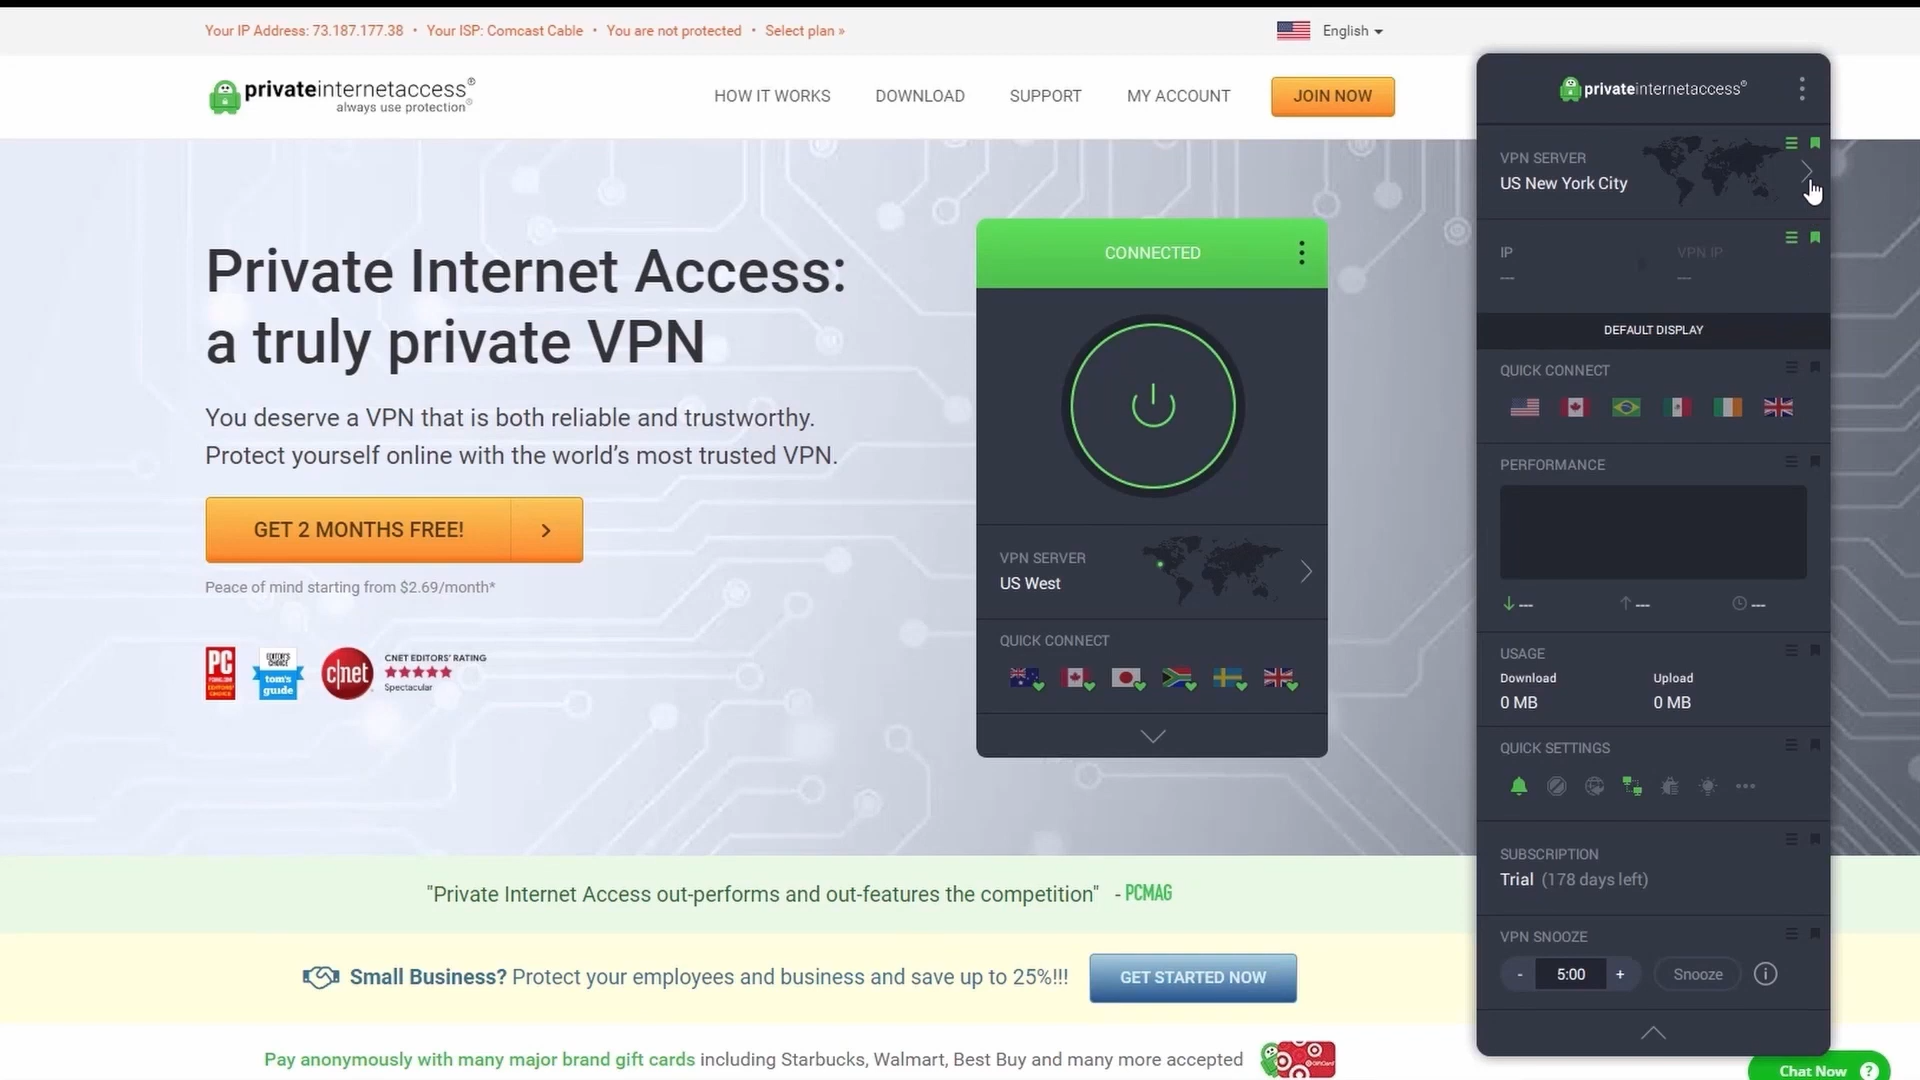 Your IP Address: 73.187.177.38 • Your ISP: Comcast Cable • You are not protected • Select plan »
English
privateinternetaccess®
always use protection®
HOW IT WORKS
DOWNLOAD
SUPPORT
MY ACCOUNT
JOIN NOW
Private Internet Access:
a truly private VPN
You deserve a VPN that is both reliable and trustworthy.
Protect yourself online with the world’s most trusted VPN.
GET 2 MONTHS FREE!
Peace of mind starting from $2.69/month*
PC
EDITOR'S
CHOICE
tom's
guide
c|net
CNET EDITORS' RATING
Spectacular
CONNECTED
VPN SERVER
US West
QUICK CONNECT
privateinternetaccess®
VPN SERVER
US New York City
IP
VPN IP
---
---
DEFAULT DISPLAY
QUICK CONNECT
PERFORMANCE
---
---
---
USAGE
Download
Upload
0 MB
0 MB
QUICK SETTINGS
SUBSCRIPTION
Trial (178 days left)
VPN SNOOZE
- 5:00 +
Snooze
"Private Internet Access out-performs and out-features the competition" - PCMAG
Small Business? Protect your employees and business and save up to 25%!!!
GET STARTED NOW
Pay anonymously with many major brand gift cards including Starbucks, Walmart, Best Buy and many more accepted
Chat Now ?